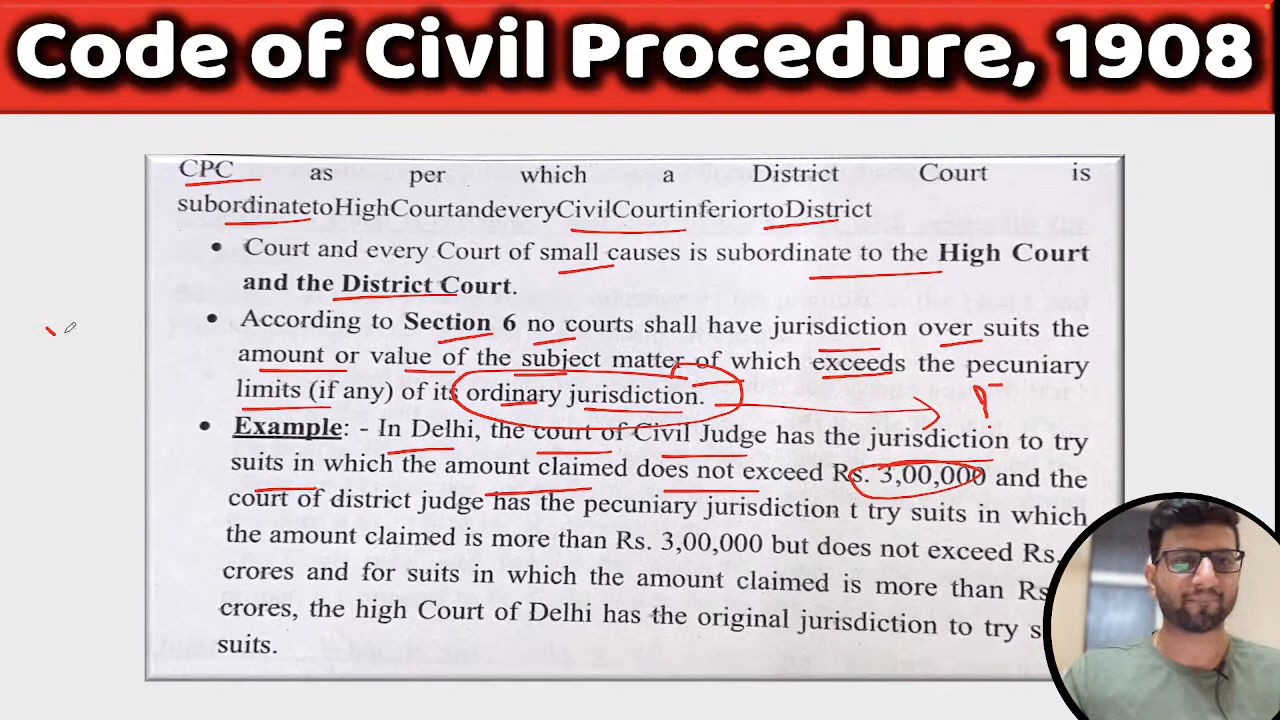 Code of Civil Procedure, 1908
CPC as per which a District Court is
subordinatetoHighCourtandeveryCivilCourtinferiortoDistrict
• Court and every Court of small causes is subordinate to the High Court
and the District Court.
• According to Section 6 no courts shall have jurisdiction over suits the
amount or value of the subject matter of which exceeds the pecuniary
limits (if any) of its ordinary jurisdiction.
• Example: - In Delhi, the court of Civil Judge has the jurisdiction to try
suits in which the amount claimed does not exceed Rs. 3,00,000 and the
court of district judge has the pecuniary jurisdiction t try suits in which
the amount claimed is more than Rs. 3,00,000 but does not exceed Rs.
crores and for suits in which the amount claimed is more than Rs
crores, the high Court of Delhi has the original jurisdiction to try
suits.